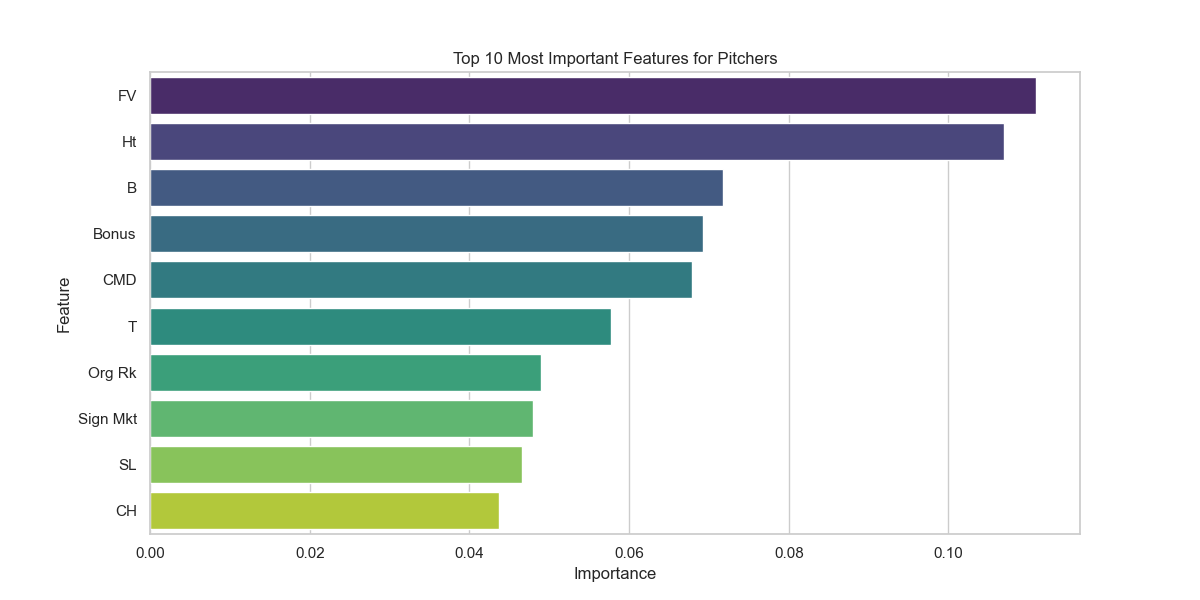 Top 10 Most Important Features for Pitchers
FV
Ht
B
Bonus
CMD
T
Org Rk
Sign Mkt
SL
CH
Feature
0.00 0.02 0.04 0.06 0.08 0.10
Importance